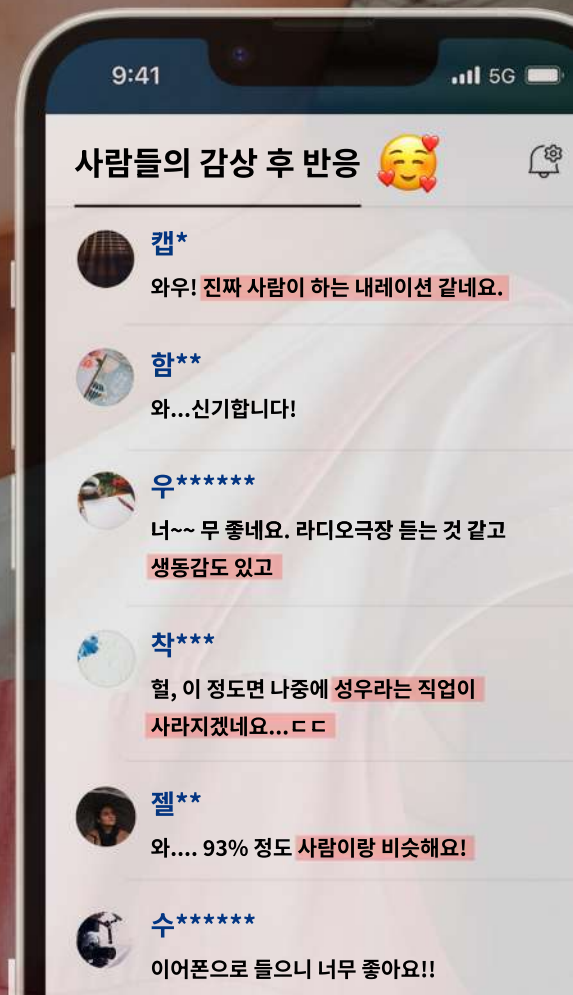 9:41
5G
사람들의 감상 후 반응
캡*
와우! 진짜 사람이 하는 내레이션 같네요.
함**
와...신기합니다!
우******
너~~ 무 좋네요. 라디오극장 듣는 것 같고
생동감도 있고
착***
헐, 이 정도면 나중에 성우라는 직업이
사라지겠네요...ㄷㄷ
젤**
와.... 93% 정도 사람이랑 비슷해요!
수******
이어폰으로 들으니 너무 좋아요!!